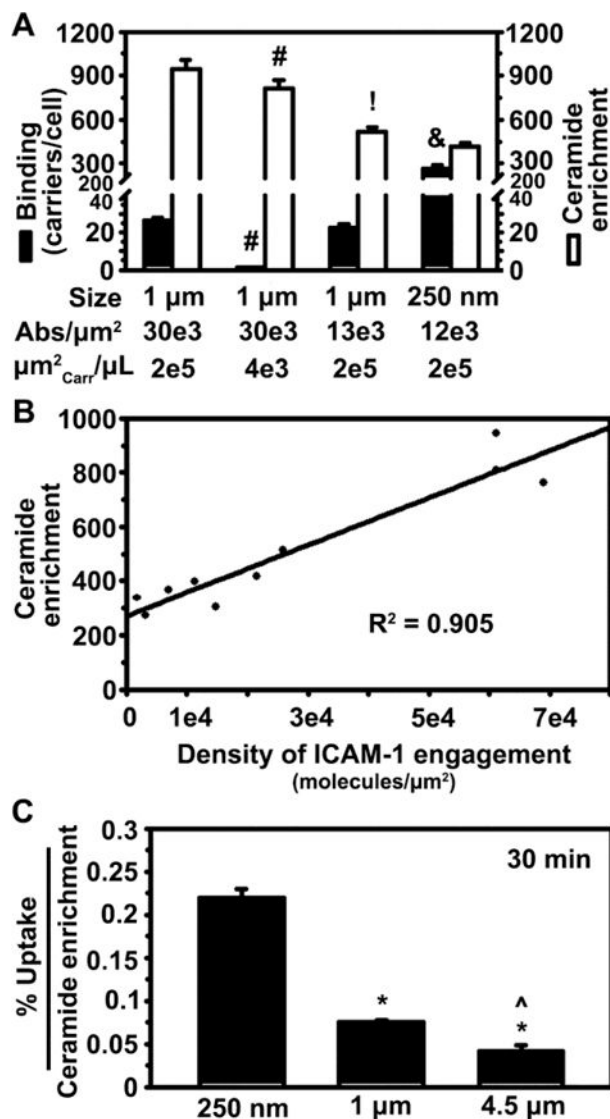 A
1200
900
600
300
200
40
20
0
Binding
(carriers/cell)
#
#
!
&
1200
900
600
300
200
40
20
0
Ceramide
enrichment
Size 1 µm 1 µm 1 µm 250 nm
Abs/µm² 30e3 30e3 13e3 12e3
µm²Carr/µL 2e5 4e3 2e5 2e5
B
1000
800
600
400
200
0
Ceramide
enrichment
R² = 0.905
0 1e4 3e4 5e4 7e4
Density of ICAM-1 engagement
(molecules/µm²)
C
0.3
0.25
0.2
0.15
0.1
0.05
0
% Uptake
Ceramide enrichment
30 min
*
^
*
250 nm 1 µm 4.5 µm